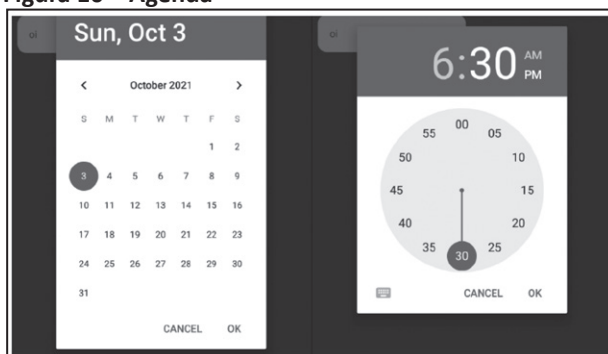 Figura 10 – Agenda
oi
Sun, Oct 3
< October 2021 >
S M T W T F S
1 2
3 4 5 6 7 8 9
10 11 12 13 14 15 16
17 18 19 20 21 22 23
24 25 26 27 28 29 30
31
CANCEL OK
oi
6:30 AM
PM
00
55 05
50 10
45 15
40 20
35 25
30
CANCEL OK